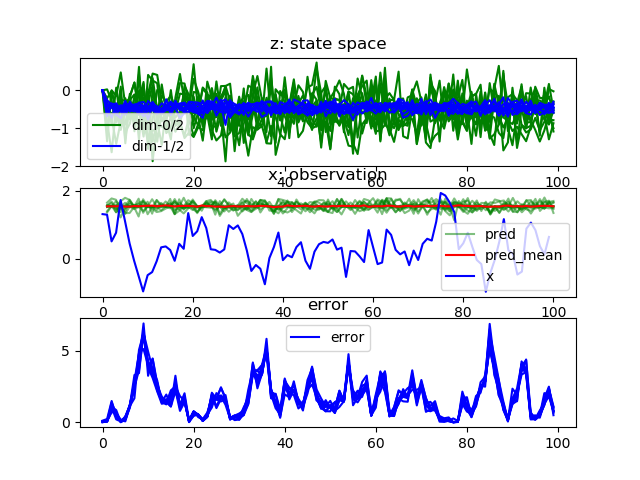 z: state space
0
−1
−2
dim-0/2
dim-1/2
0 20 40 60 80 100
x: observation
2
0
pred
pred_mean
x
0 20 40 60 80 100
error
5
0
error
0 20 40 60 80 100